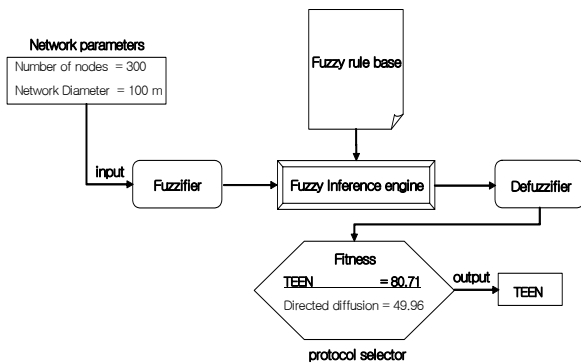 Network parameters
Number of nodes = 300
Network Diameter = 100 m
Fuzzy rule base
input
Fuzzifier
Fuzzy Inference engine
Defuzzifier
Fitness
TEEN = 80.71
Directed diffusion = 49.96
output
TEEN
protocol selector